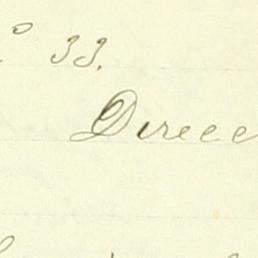 º 33.
Direcc